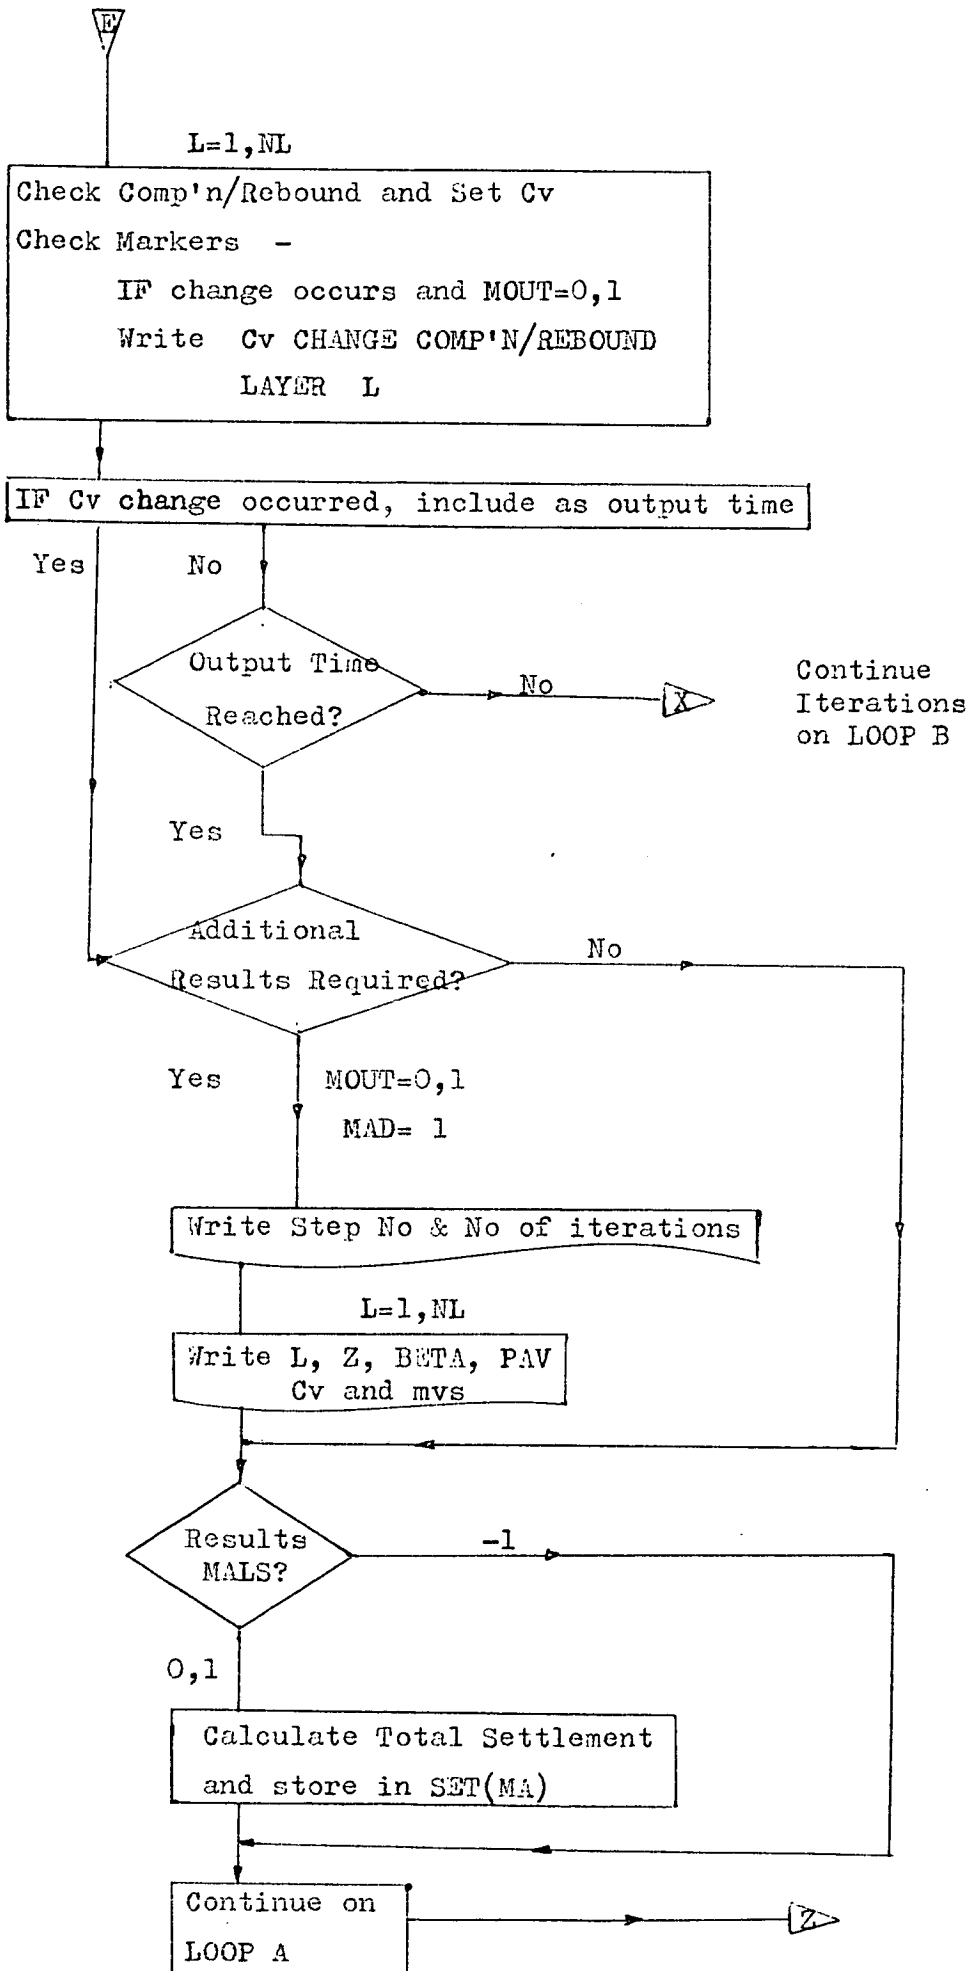 E
L=1,NL
Check Comp'n/Rebound and Set Cv
Check Markers -
IF change occurs and MOUT=0,1
Write Cv CHANGE COMP'N/REBOUND
LAYER L
IF Cv change occurred, include as output time
Yes
No
Output Time
Reached?
No
X
Continue
Iterations
on LOOP B
Yes
Additional
Results Required?
No
Yes
MOUT=0,1
MAD= 1
Write Step No & No of iterations
L=1,NL
Write L, Z, BETA, PAV
Cv and mvs
Results
MALS?
-1
0,1
Calculate Total Settlement
and store in SET(MA)
Continue on
LOOP A
Z